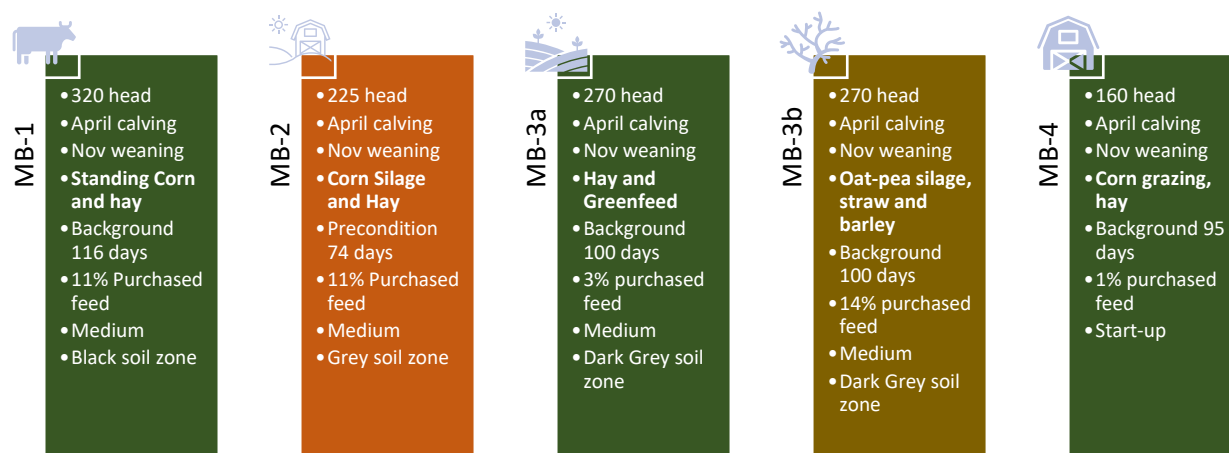 MB-1
•320 head
•April calving
•Nov weaning
•Standing Corn
and hay
•Background
116 days
•11% Purchased
feed
•Medium
•Black soil zone
MB-2
•225 head
•April calving
•Nov weaning
•Corn Silage
and Hay
•Precondition
74 days
•11% Purchased
feed
•Medium
•Grey soil zone
MB-3a
•270 head
•April calving
•Nov weaning
•Hay and
Greenfeed
•Background
100 days
•3% purchased
feed
•Medium
•Dark Grey soil
zone
MB-3b
•270 head
•April calving
•Nov weaning
•Oat-pea silage,
straw and
barley
•Background
100 days
•14% purchased
feed
•Medium
•Dark Grey soil
zone
MB-4
•160 head
•April calving
•Nov weaning
•Corn grazing,
hay
•Background 95
days
•1% purchased
feed
•Start-up